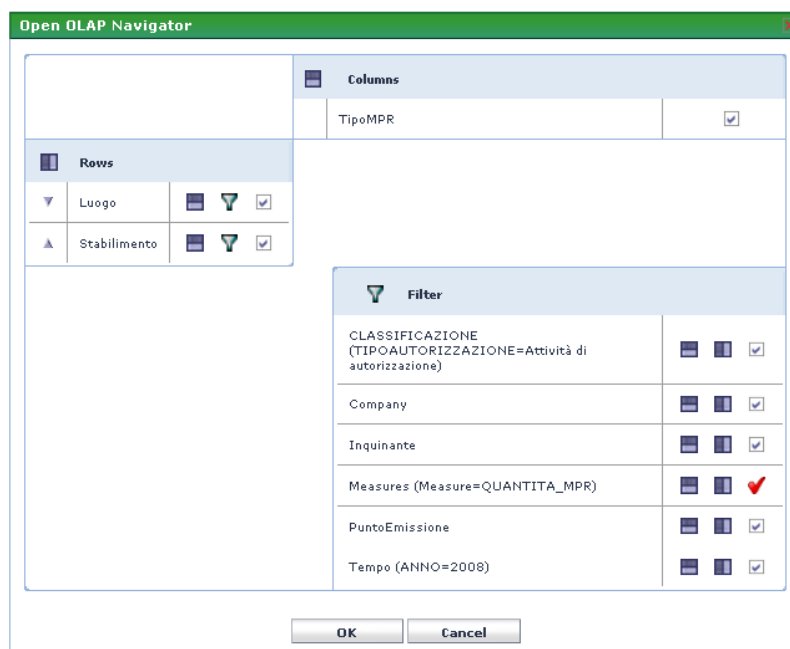 Open OLAP Navigator
Columns
TipoMPR
Rows
Luogo
Stabilimento
Filter
CLASSIFICAZIONE
(TIPOAUTORIZZAZIONE=Attività di
autorizzazione)
Company
Inquinante
Measures (Measure=QUANTITA_MPR)
PuntoEmissione
Tempo (ANNO=2008)
OK
Cancel